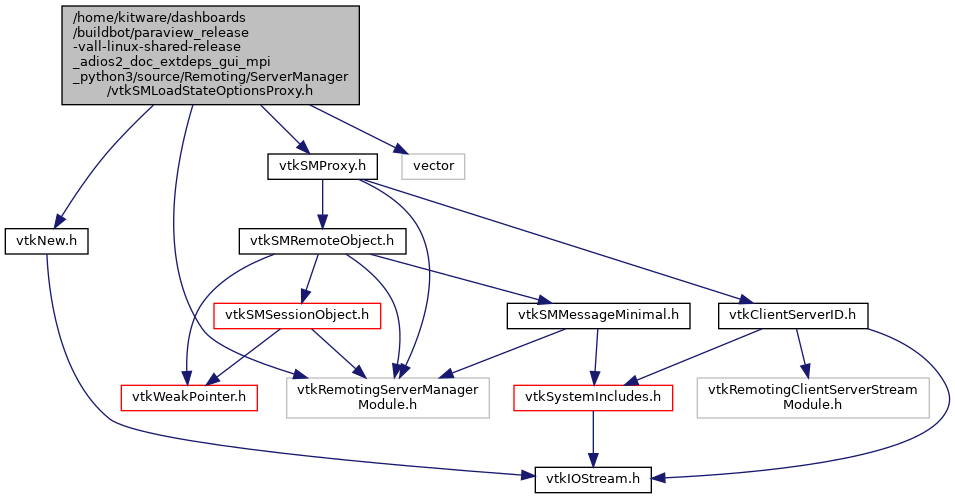 /home/kitware/dashboards
/buildbot/paraview_release
-vall-linux-shared-release
_adios2_doc_extdeps_gui_mpi
_python3/source/Remoting/ServerManager
/vtkSMLoadStateOptionsProxy.h
vtkSMProxy.h
vector
vtkNew.h
vtkSMRemoteObject.h
vtkSMSessionObject.h
vtkSMMessageMinimal.h
vtkClientServerID.h
vtkWeakPointer.h
vtkRemotingServerManager
Module.h
vtkSystemIncludes.h
vtkRemotingClientServerStream
Module.h
vtkIOStream.h